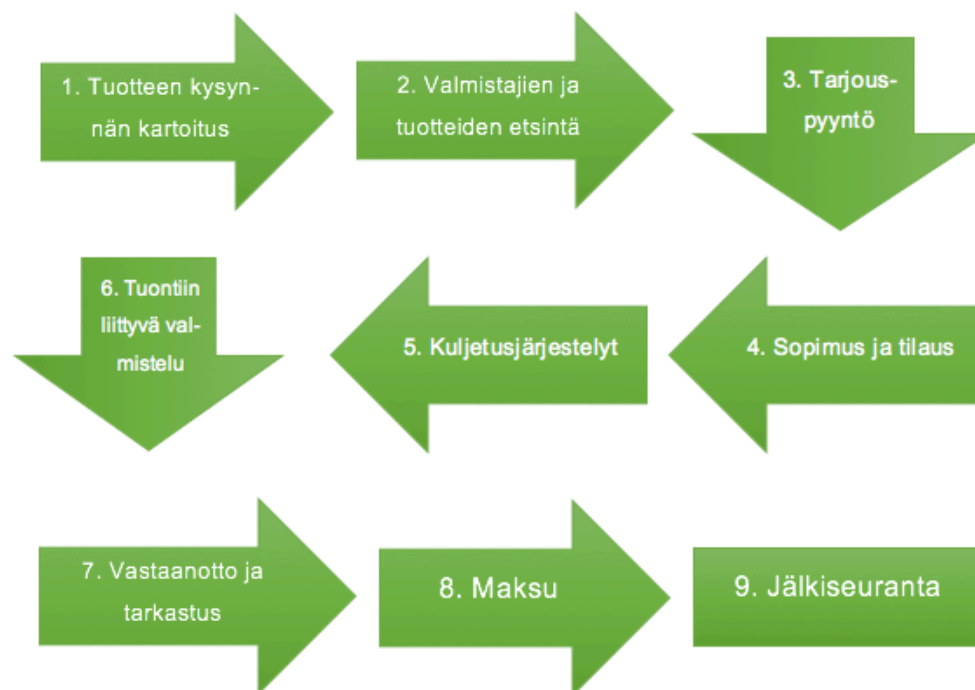 1. Tuotteen kysyn-
nän kartoitus
2. Valmistajien ja
tuotteiden etsintä
3. Tarjous-
pyyntö
4. Sopimus ja tilaus
5. Kuljetusjärjestelyt
6. Tuontiin
liittyvä val-
mistelu
7. Vastaanotto ja
tarkastus
8. Maksu
9. Jälkiseuranta